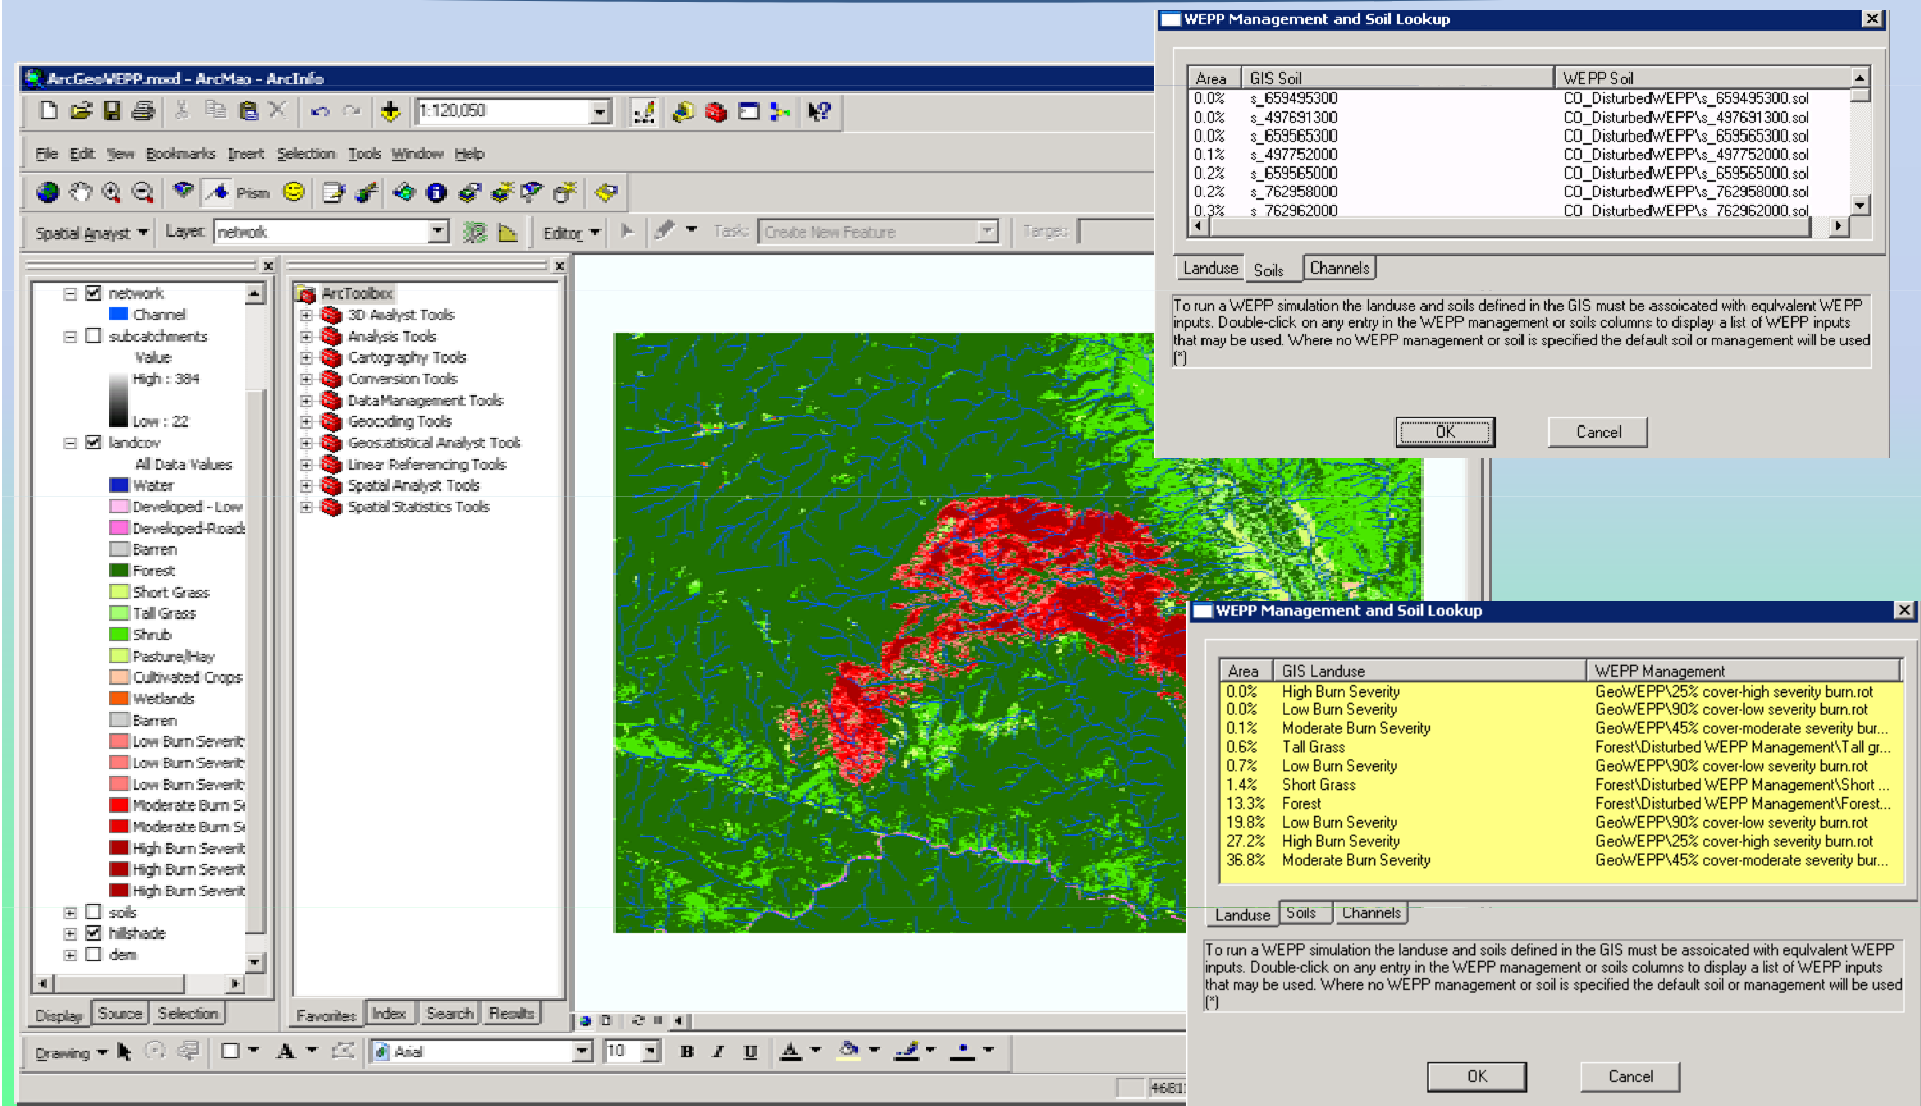 WEPP Management and Soil Lookup
Area GIS Soil WEPP Soil
0.0% s_659495300 CO_DisturbedWEPP\s_659495300.sol
0.0% s_497691300 CO_DisturbedWEPP\s_497691300.sol
0.0% s_659565300 CO_DisturbedWEPP\s_659565300.sol
0.1% s_497752000 CO_DisturbedWEPP\s_497752000.sol
0.2% s_659565000 CO_DisturbedWEPP\s_659565000.sol
0.2% s_762958000 CO_DisturbedWEPP\s_762958000.sol
0.3% s_762962000 CO_DisturbedWEPP\s_762962000.sol
Landuse Soils Channels
To run a WEPP simulation the landuse and soils defined in the GIS must be assoicated with equlvalent WEPP
inputs. Double-click on any entry in the WEPP management or soils columns to display a list of WEPP inputs
that may be used. Where no WEPP management or soil is specified the default soil or management will be used
(*)
OK Cancel
ArcGeoWEPP.mxd - ArcMap - ArcInfo
1:120,050
File Edit View Bookmarks Insert Selection Tools Window Help
Prism
Spatial Analyst Layer: network Editor Task: Create New Feature Target:
network
Channel
subcatchments
Value
High : 384
Low : 22
landcov
All Data Values
Water
Developed - Low
Developed-Roads
Barren
Forest
Short Grass
Tall Grass
Shrub
Pasture/Hay
Cultivated Crops
Wetlands
Barren
Low Burn Severit
Low Burn Severit
Low Burn Severit
Moderate Burn Se
Moderate Burn Se
High Burn Severit
High Burn Severit
High Burn Severit
soils
hillshade
dem
Display Source Selection
ArcToolbox
3D Analyst Tools
Analysis Tools
Cartography Tools
Conversion Tools
Data Management Tools
Geocoding Tools
Geostatistical Analyst Tools
Linear Referencing Tools
Spatial Analyst Tools
Spatial Statistics Tools
Favorites Index Search Results
Drawing A Arial 10 B I U A
46811
WEPP Management and Soil Lookup
Area GIS Landuse WEPP Management
0.0% High Burn Severity GeoWEPP\25% cover-high severity burn.rot
0.0% Low Burn Severity GeoWEPP\90% cover-low severity burn.rot
0.1% Moderate Burn Severity GeoWEPP\45% cover-moderate severity bur...
0.6% Tall Grass Forest\Disturbed WEPP Management\Tall gr...
0.7% Low Burn Severity GeoWEPP\90% cover-low severity burn.rot
1.4% Short Grass Forest\Disturbed WEPP Management\Short ...
13.3% Forest Forest\Disturbed WEPP Management\Forest...
19.8% Low Burn Severity GeoWEPP\90% cover-low severity burn.rot
27.2% High Burn Severity GeoWEPP\25% cover-high severity burn.rot
36.8% Moderate Burn Severity GeoWEPP\45% cover-moderate severity bur...
Landuse Soils Channels
To run a WEPP simulation the landuse and soils defined in the GIS must be assoicated with equlvalent WEPP
inputs. Double-click on any entry in the WEPP management or soils columns to display a list of WEPP inputs
that may be used. Where no WEPP management or soil is specified the default soil or management will be used
(*)
OK Cancel